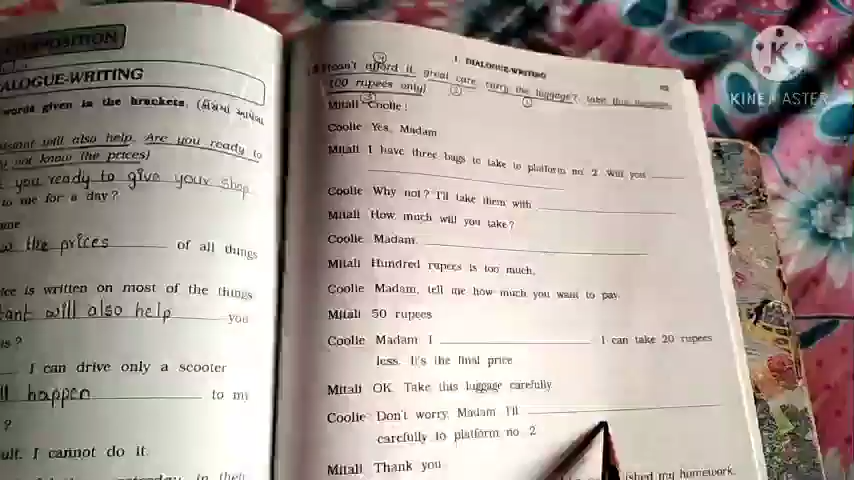 COMPOSITION
ALOGUE-WRITING
words given in the brackets.
will also help. Are you ready to
not know the prices)
you ready to give your shop
to me for a day?
the prices of all things
ice is written on most of the things
tant will also help you
I can drive only a scooter
happen to my
?
ult. I cannot do it.
1. DIALOGUE-WRITING
can't afford it, great care, carry the luggage?, take this luggage
100 rupees only)
Mitali Coolie!
Coolie Yes, Madam
Mitali I have three bags to take to platform no 2. Will you
Coolie Why not? I'll take them with
Mitali How much will you take?
Coolie Madam,
Mitali Hundred rupees is too much.
Coolie Madam, tell me how much you want to pay.
Mitali 50 rupees
Coolie Madam I I can take 20 rupees
less. It's the final price
Mitali OK. Take this luggage carefully
Coolie Don't worry, Madam I'll
carefully to platform no 2
Mitali Thank you
ished my homework.
KINEMASTER